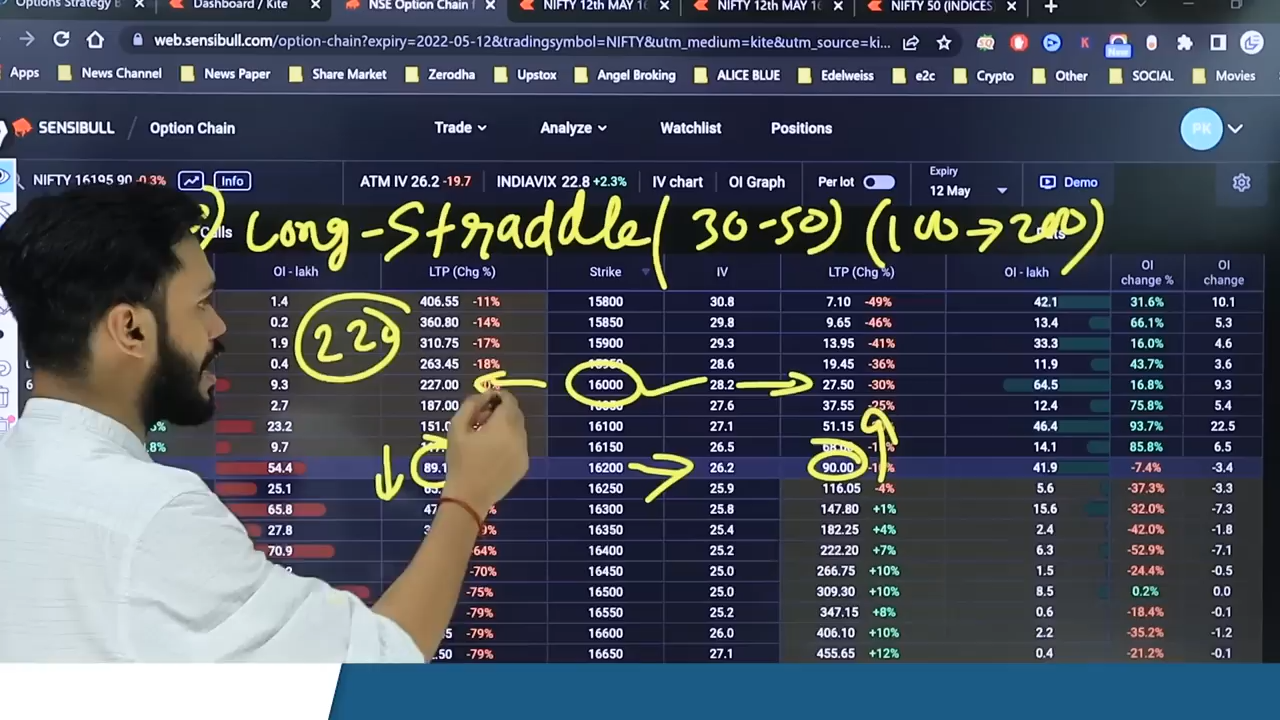 Options Strategy B
Dashboard / Kite
NSE Option Chain
NIFTY 12th MAY 16
NIFTY 12th MAY 16
NIFTY 50 (INDICES
web.sensibull.com/option-chain?expiry=2022-05-12&tradingsymbol=NIFTY&utm_medium=kite&utm_source=ki...
New
Apps News Channel News Paper Share Market Zerodha Upstox Angel Broking ALICE BLUE Edelweiss e2c Crypto Other SOCIAL Movies
SENSIBULL / Option Chain Trade Analyze Watchlist Positions PK
NIFTY 16195.90 -0.3% Info ATM IV 26.2 -19.7 INDIAVIX 22.8 +2.3% IV chart OI Graph Per lot Expiry 12 May Demo
Long-Straddle (30-50) (100→200)
OI - lakh LTP (Chg %) Strike IV LTP (Chg %) OI - lakh OI change % OI change
1.4 406.55 -11% 15800 30.8 7.10 -49% 42.1 31.6% 10.1
0.2 360.80 -14% 15850 29.8 9.65 -46% 13.4 66.1% 5.3
1.9 310.75 -17% 15900 29.3 13.95 -41% 33.3 16.0% 4.6
0.4 263.45 -18% 28.6 19.45 -36% 11.9 43.7% 3.6
9.3 227.00 16000 28.2 27.50 -30% 64.5 16.8% 9.3
2.7 187.00 27.6 37.55 -25% 12.4 75.8% 5.4
23.2 16100 27.1 51.15 46.4 93.7% 22.5
9.7 16150 26.5 14.1 85.8% 6.5
54.4 16200 26.2 90.00 41.9 -7.4% -3.4
25.1 16250 25.9 116.05 -4% 5.6 -37.3% -3.3
65.8 16300 25.8 147.80 +1% 15.6 -32.0% -7.3
27.8 16350 25.4 182.25 +4% 2.4 -42.0% -1.8
70.9 -64% 16400 25.2 222.20 +7% 6.3 -52.9% -7.1
-70% 16450 25.0 266.75 +10% 1.5 -24.4% -0.5
-75% 16500 25.0 309.30 +10% 8.5 0.2% 0.0
-79% 16550 25.2 347.15 +8% 0.6 -18.4% -0.1
-79% 16600 26.0 406.10 +10% 2.2 -35.2% -1.2
-79% 16650 27.1 455.65 +12% 0.4 -21.2% -0.1